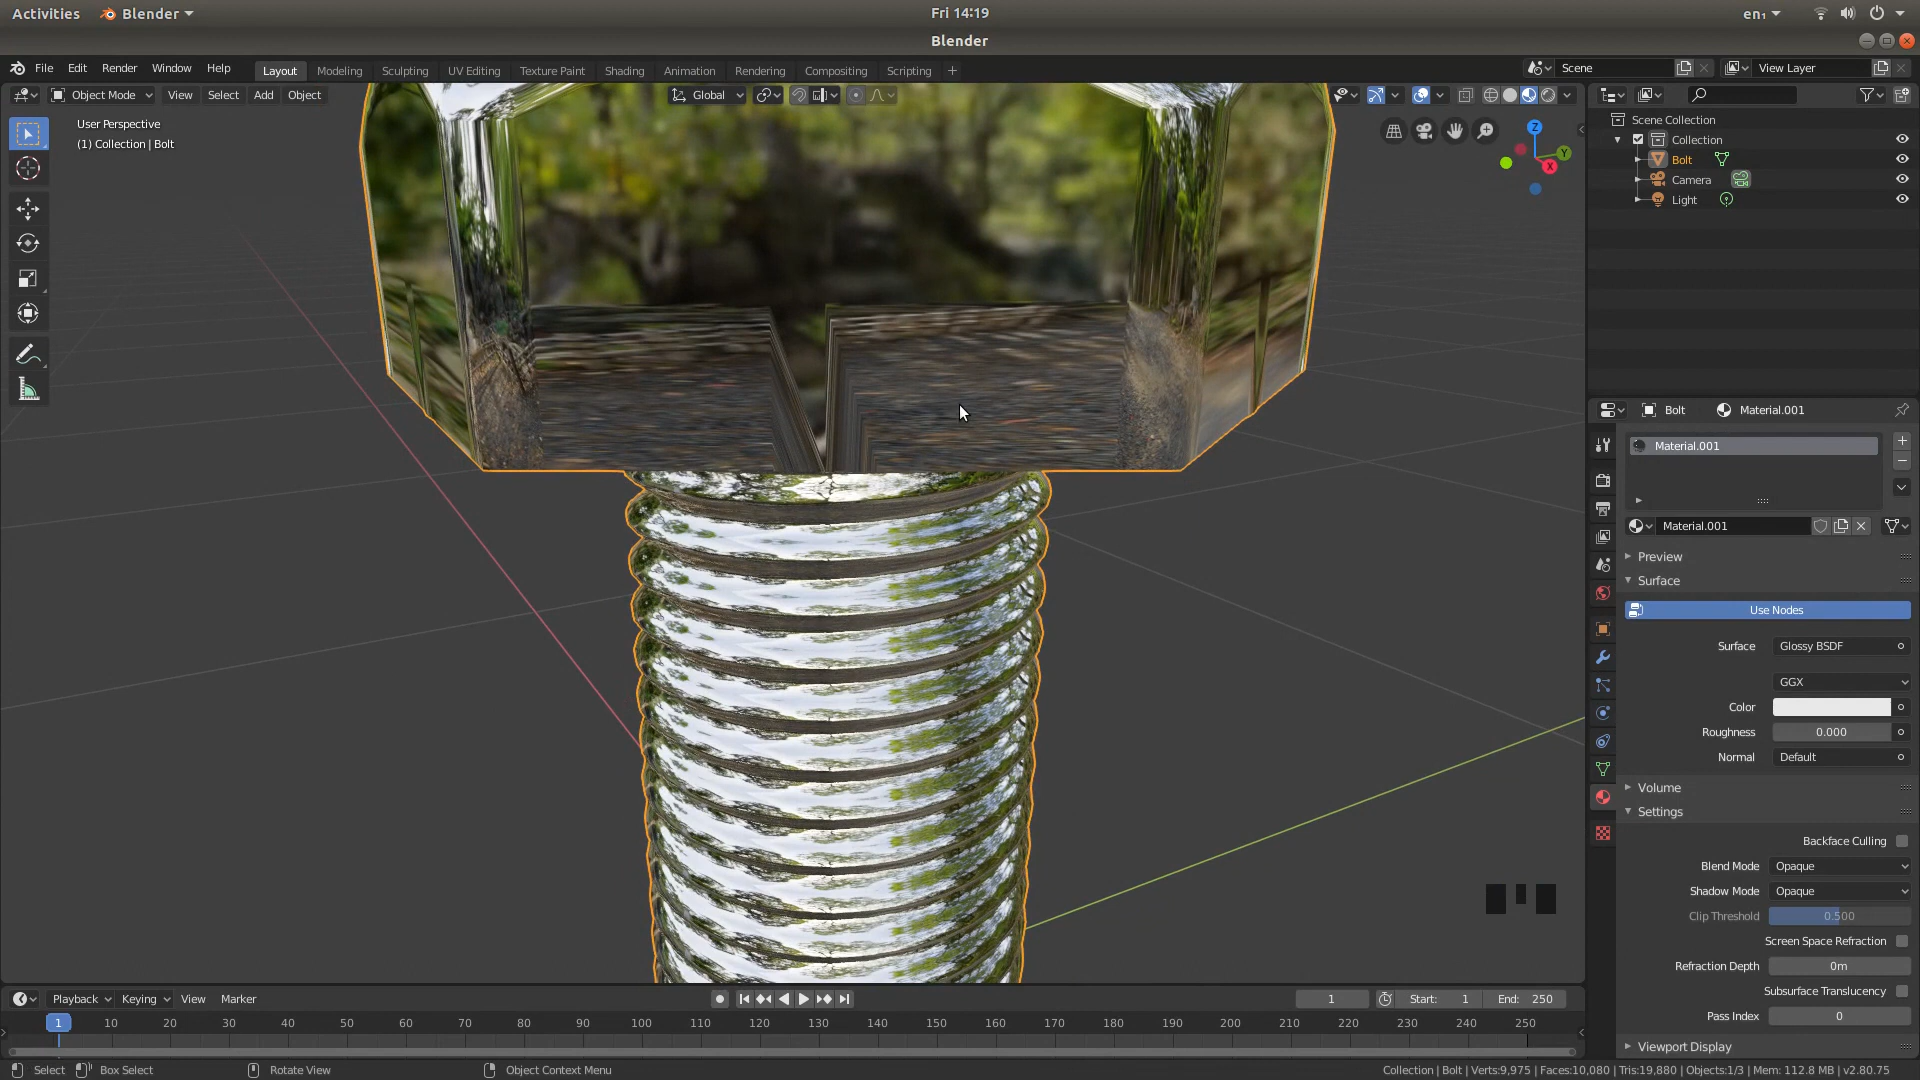 Activities Blender Fri 14:19 en₁
Blender
File Edit Render Window Help Layout Modeling Sculpting UV Editing Texture Paint Shading Animation Rendering Compositing Scripting + Scene View Layer
Object Mode View Select Add Object Global
User Perspective
(1) Collection | Bolt
Z
Y
X
Scene Collection
Collection
Bolt
Camera
Light
Bolt Material.001
Material.001
Material.001
Preview
Surface
Use Nodes
Surface Glossy BSDF
GGX
Color
Roughness 0.000
Normal Default
Volume
Settings
Backface Culling
Blend Mode Opaque
Shadow Mode Opaque
Clip Threshold 0.500
Screen Space Refraction
Refraction Depth 0m
Subsurface Translucency
Pass Index 0
Viewport Display
Playback Keying View Marker 1 Start: 1 End: 250
1 10 20 30 40 50 60 70 80 90 100 110 120 130 140 150 160 170 180 190 200 210 220 230 240 250
Select Box Select Rotate View Object Context Menu Collection | Bolt | Verts:9,975 | Faces:10,080 | Tris:19,880 | Objects:1/3 | Mem: 112.8 MB | v2.80.75